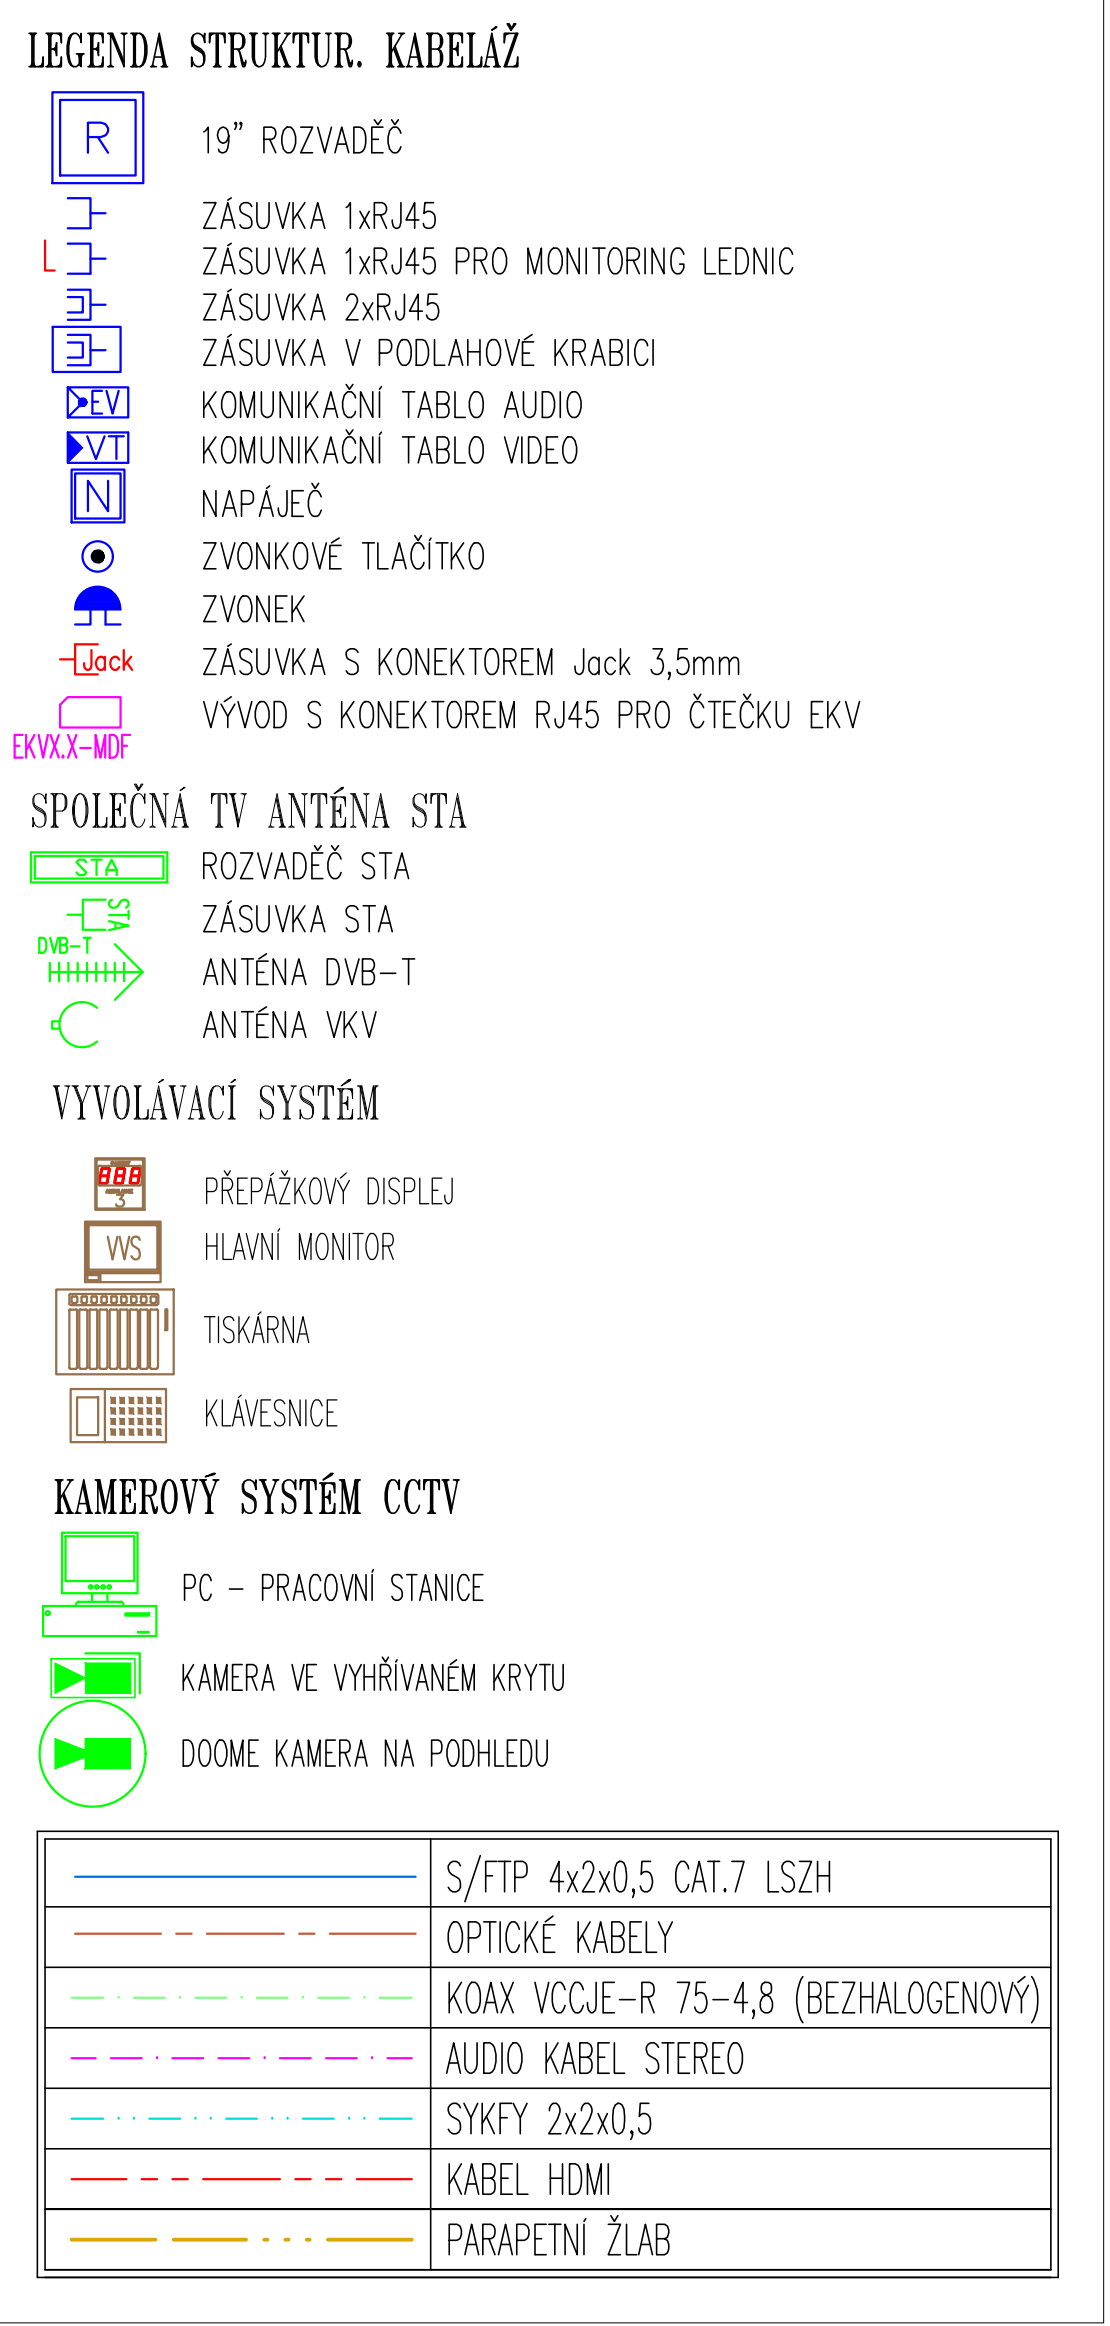 LEGENDA STRUKTUR. KABELÁŽ
R 19” ROZVADĚČ
ZÁSUVKA 1xRJ45
L ZÁSUVKA 1xRJ45 PRO MONITORING LEDNIC
ZÁSUVKA 2xRJ45
ZÁSUVKA V PODLAHOVÉ KRABICI
EV KOMUNIKAČNÍ TABLO AUDIO
VT KOMUNIKAČNÍ TABLO VIDEO
N NAPÁJEČ
ZVONKOVÉ TLAČÍTKO
ZVONEK
Jack ZÁSUVKA S KONEKTOREM Jack 3,5mm
VÝVOD S KONEKTOREM RJ45 PRO ČTEČKU EKV
EKVX.X-MDF
SPOLEČNÁ TV ANTÉNA STA
STA ROZVADĚČ STA
STA ZÁSUVKA STA
DVB-T
ANTÉNA DVB-T
ANTÉNA VKV
VYVOLÁVACÍ SYSTÉM
888
3
PŘEPÁŽKOVÝ DISPLEJ
VVS HLAVNÍ MONITOR
TISKÁRNA
KLÁVESNICE
KAMEROVÝ SYSTÉM CCTV
PC - PRACOVNÍ STANICE
KAMERA VE VYHŘÍVANÉM KRYTU
DOOME KAMERA NA PODHLEDU
S/FTP 4x2x0,5 CAT.7 LSZH
OPTICKÉ KABELY
KOAX VCCJE-R 75-4,8 (BEZHALOGENOVÝ)
AUDIO KABEL STEREO
SYKFY 2x2x0,5
KABEL HDMI
PARAPETNÍ ŽLAB